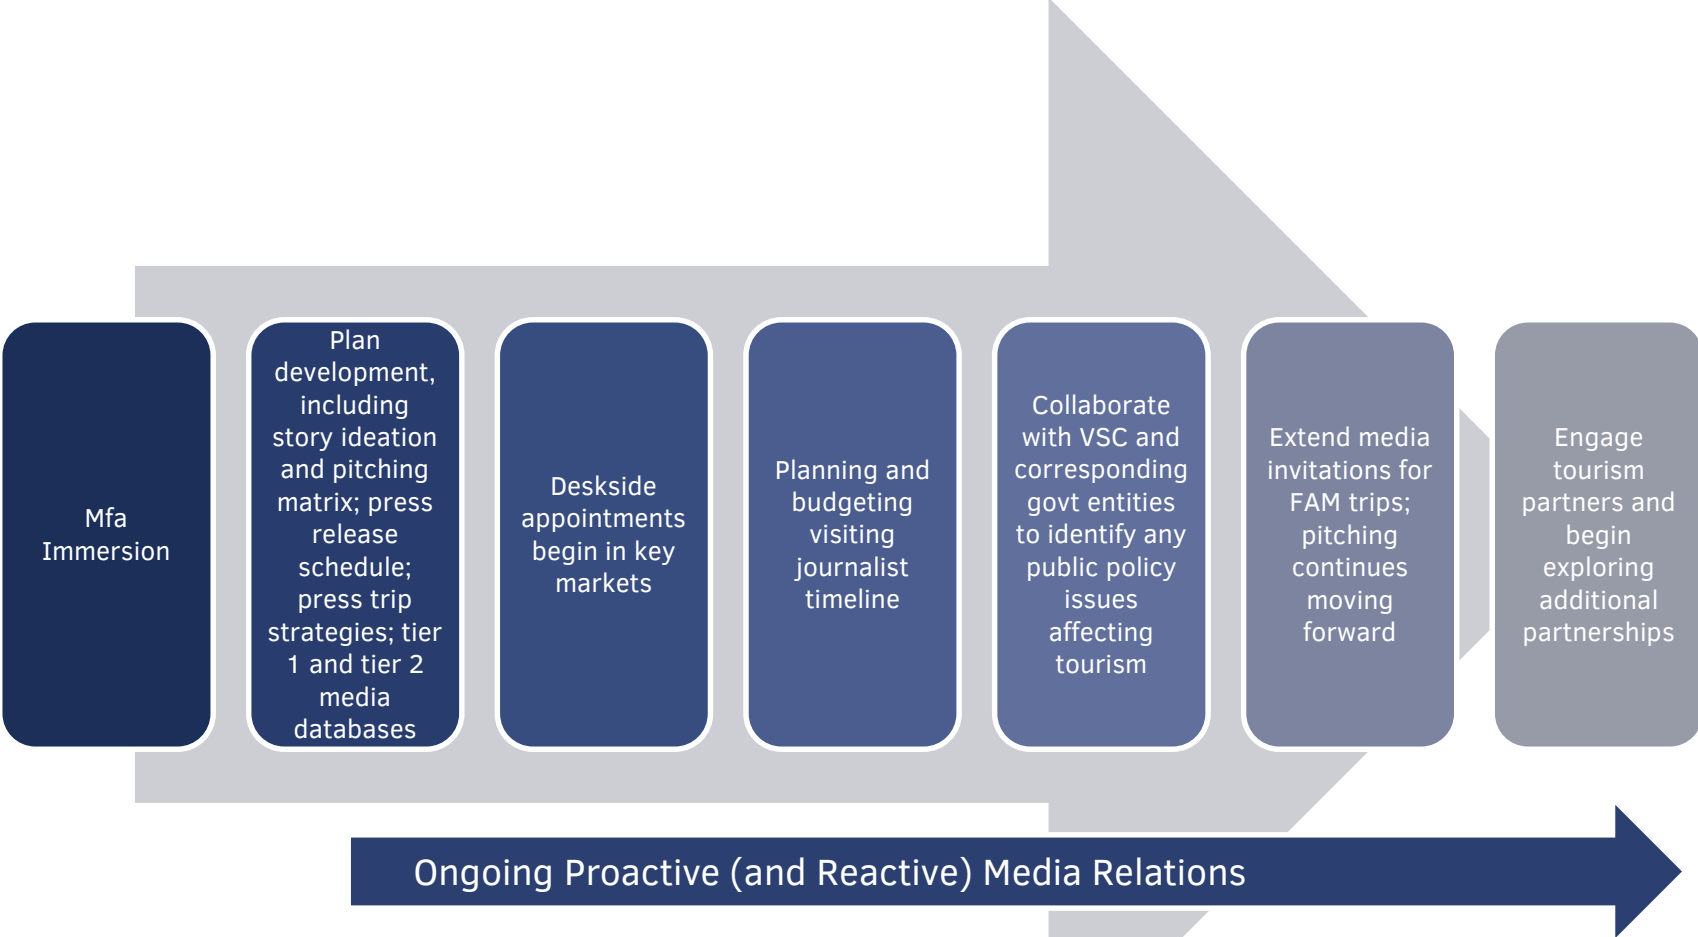 Mfa
Immersion
Plan
development,
including
story ideation
and pitching
matrix; press
release
schedule;
press trip
strategies; tier
1 and tier 2
media
databases
Deskside
appointments
begin in key
markets
Planning and
budgeting
visiting
journalist
timeline
Collaborate
with VSC and
corresponding
govt entities
to identify any
public policy
issues
affecting
tourism
Extend media
invitations for
FAM trips;
pitching
continues
moving
forward
Engage
tourism
partners and
begin
exploring
additional
partnerships
Ongoing Proactive (and Reactive) Media Relations